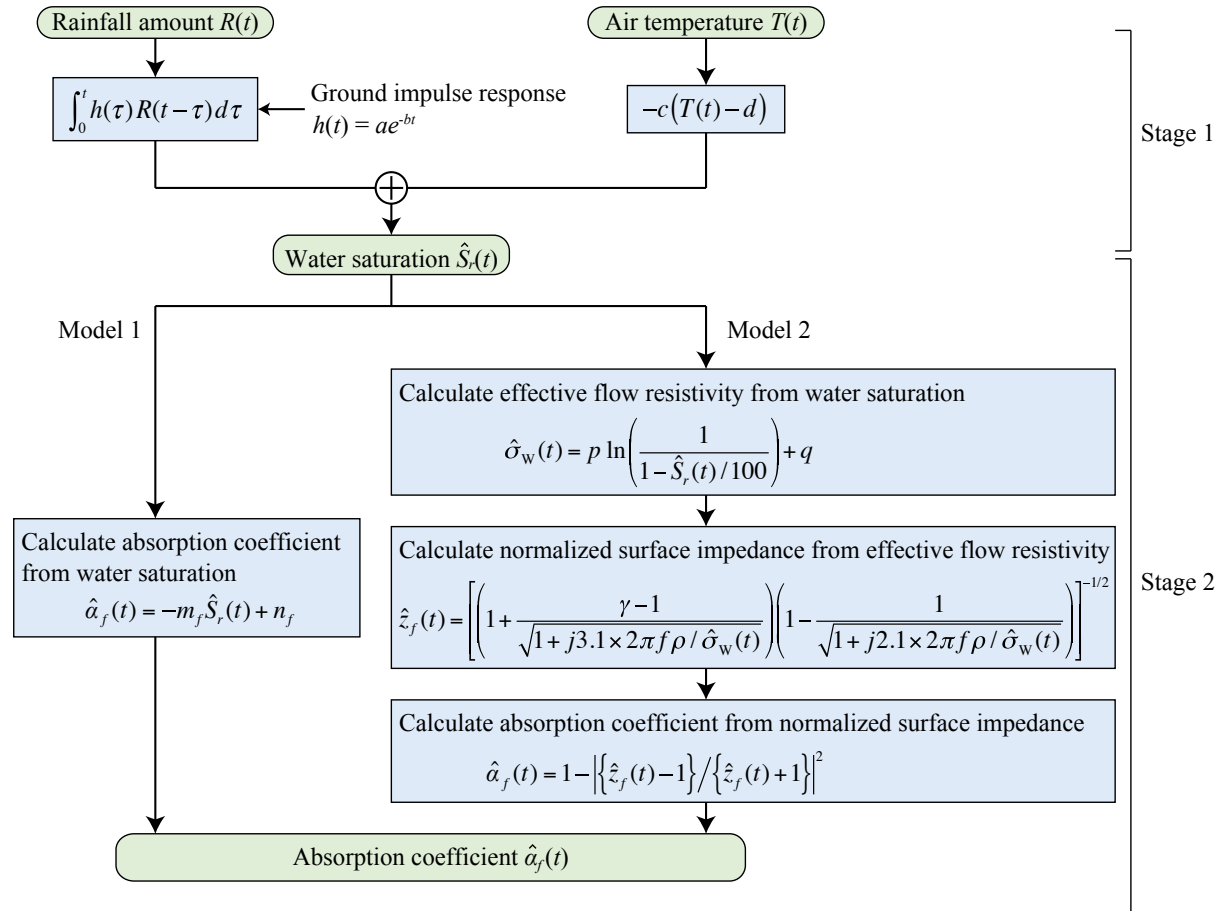 Rainfall amount R(t)
Air temperature T(t)
∫₀ᵗ h(τ)R(t−τ)dτ
Ground impulse response
h(t) = ae^{-bt}
−c(T(t)−d)
Stage 1
Water saturation Ŝᵣ(t)
Model 1
Model 2
Calculate effective flow resistivity from water saturation
σ̂_W(t) = p ln(1/(1−Ŝᵣ(t)/100)) + q
Calculate absorption coefficient
from water saturation
α̂_f(t) = −m_f Ŝᵣ(t) + n_f
Calculate normalized surface impedance from effective flow resistivity
ẑ_f(t) = [(1 + (γ−1)/√(1+j3.1×2πfρ/σ̂_W(t)))(1 − 1/√(1+j2.1×2πfρ/σ̂_W(t)))]^{−1/2}
Stage 2
Calculate absorption coefficient from normalized surface impedance
α̂_f(t) = 1−|{ẑ_f(t)−1}/{ẑ_f(t)+1}|²
Absorption coefficient α̂_f(t)